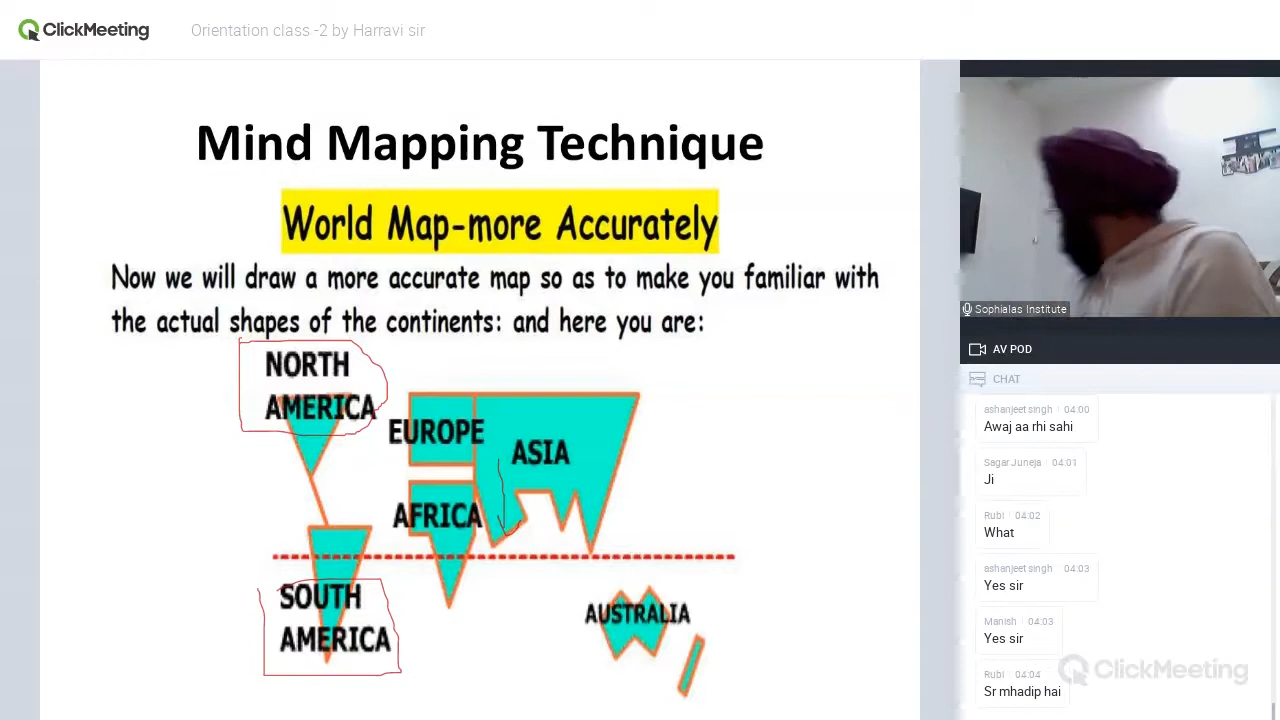 ClickMeeting
Orientation class -2 by Harravi sir
Mind Mapping Technique
World Map-more Accurately
Now we will draw a more accurate map so as to make you familiar with
the actual shapes of the continents: and here you are:
NORTH
AMERICA
EUROPE
ASIA
AFRICA
SOUTH
AMERICA
AUSTRALIA
Sophialas Institute
AV POD
CHAT
ashanjeet singh 04:00
Awaj aa rhi sahi
Sagar Juneja 04:01
Ji
Rubi 04:02
What
ashanjeet singh 04:03
Yes sir
Manish 04:03
Yes sir
Rubi 04:04
Sr mhadip hai
ClickMeeting